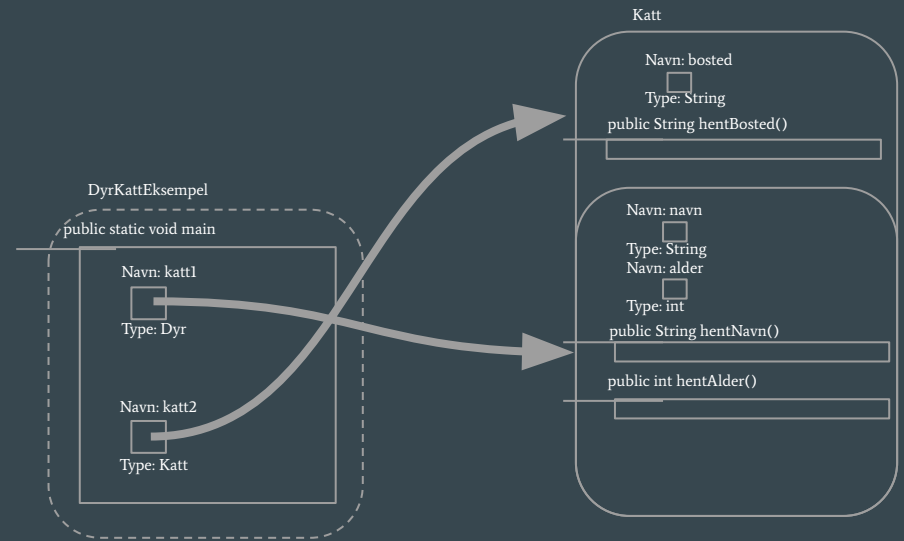 DyrKattEksempel
public static void main
Navn: katt1
Type: Dyr
Navn: katt2
Type: Katt
Katt
Navn: bosted
Type: String
public String hentBosted()
Navn: navn
Type: String
Navn: alder
Type: int
public String hentNavn()
public int hentAlder()